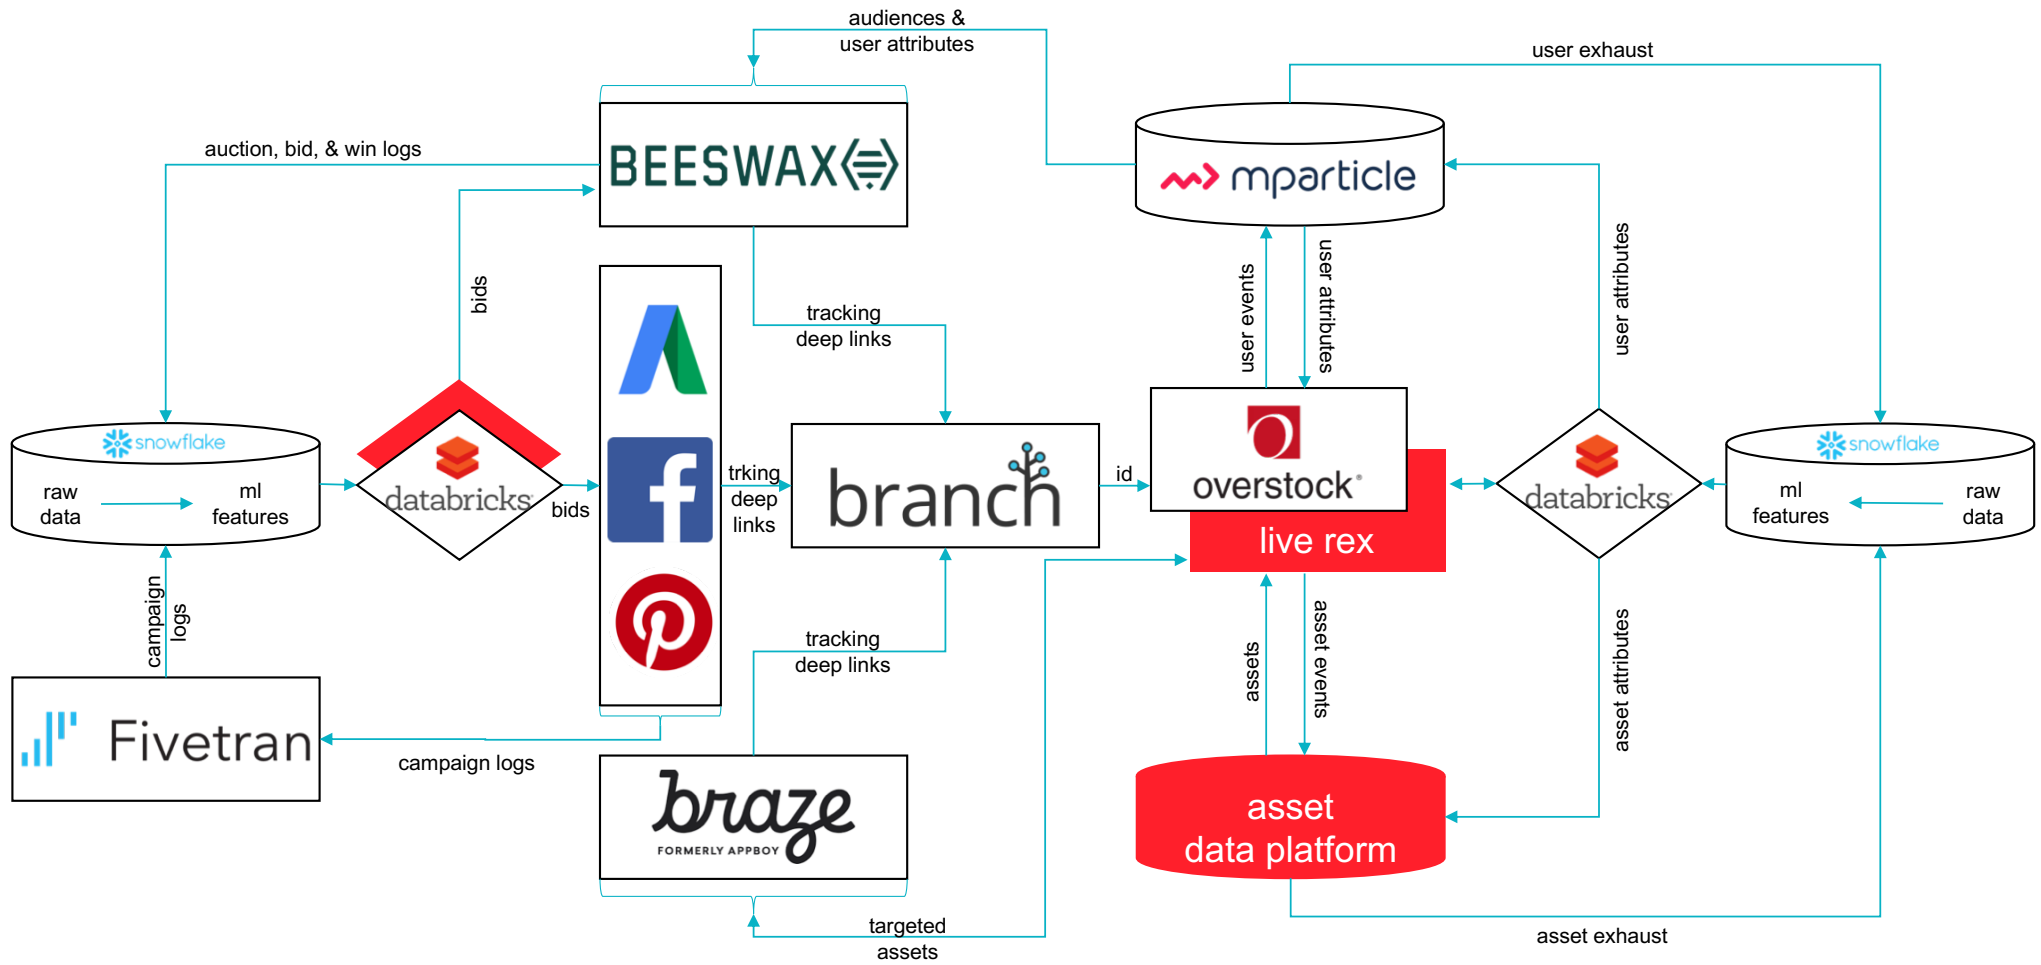 audiences &
user attributes
user exhaust
BEESWAX
auction, bid, & win logs
mparticle
bids
tracking
deep links
user events
user attributes
user attributes
snowflake
raw
data
ml
features
databricks
bids
trking
deep
links
branch
id
overstock
live rex
databricks
snowflake
ml
features
raw
data
campaign
logs
tracking
deep links
assets
asset events
asset attributes
Fivetran
campaign logs
braze
FORMERLY APPBOY
asset
data platform
targeted
assets
asset exhaust